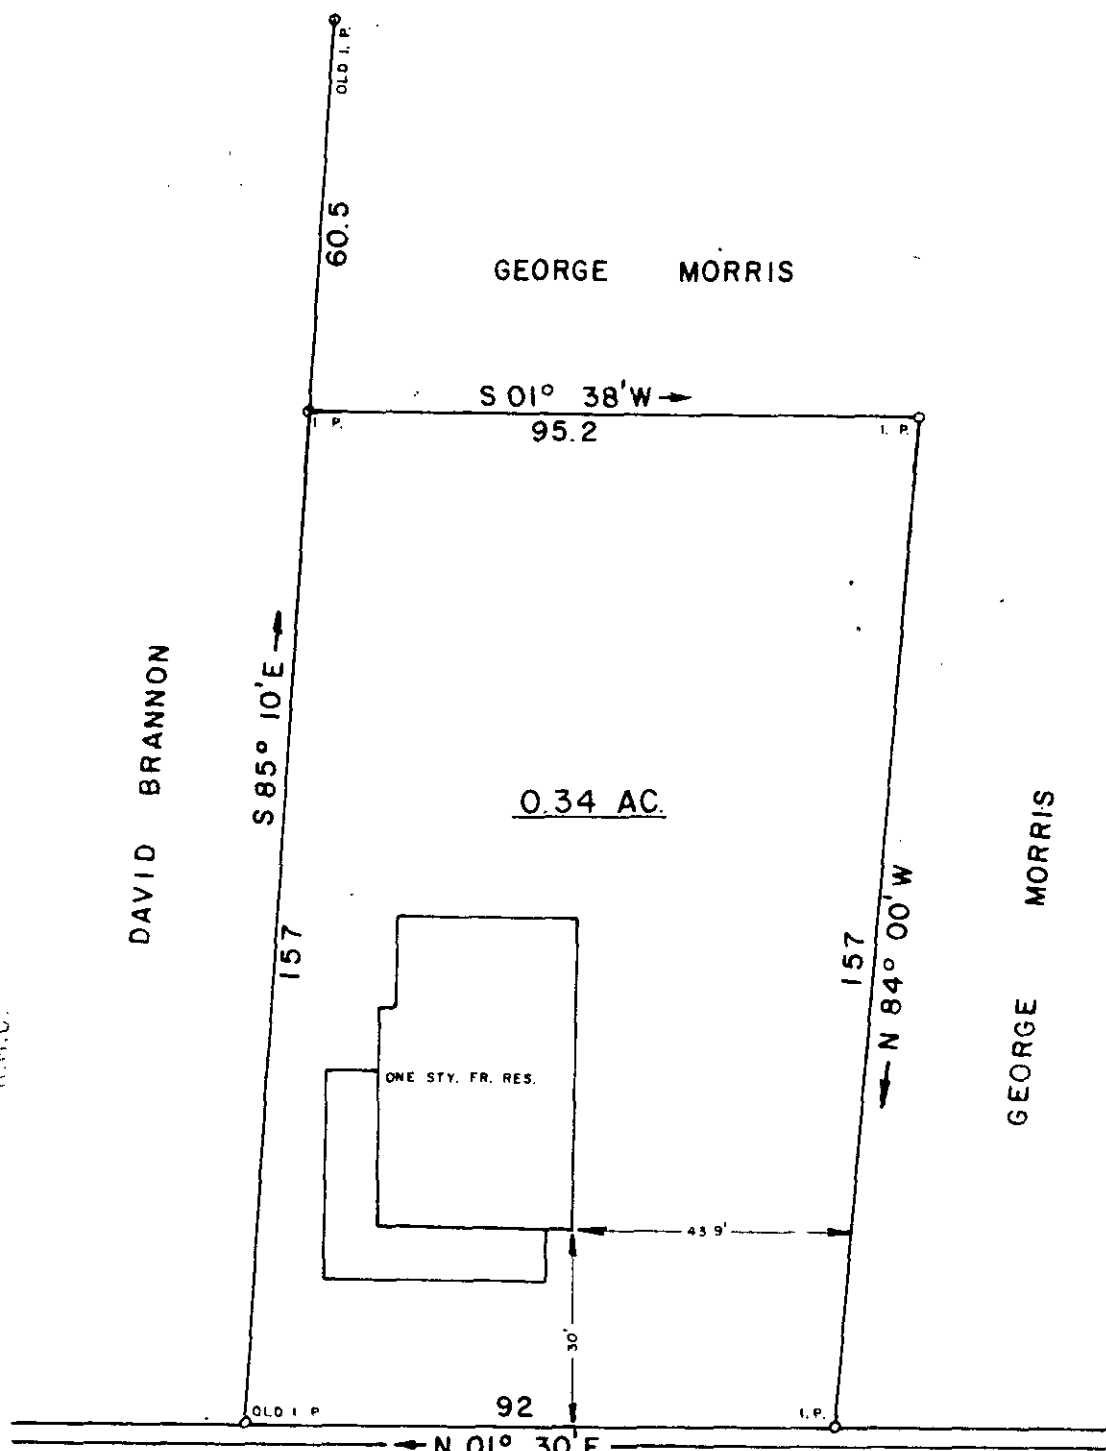 OLD I. P.
60.5
GEORGE MORRIS
S 01° 38'W
95.2
I. P.
I. P.
S 85° 10'E
157
DAVID BRANNON
0.34 AC.
157
N 84° 00'W
GEORGE MORRIS
ONE STY. FR. RES.
43.9'
30'
OLD I P
92
I. P.
N 01° 30'E